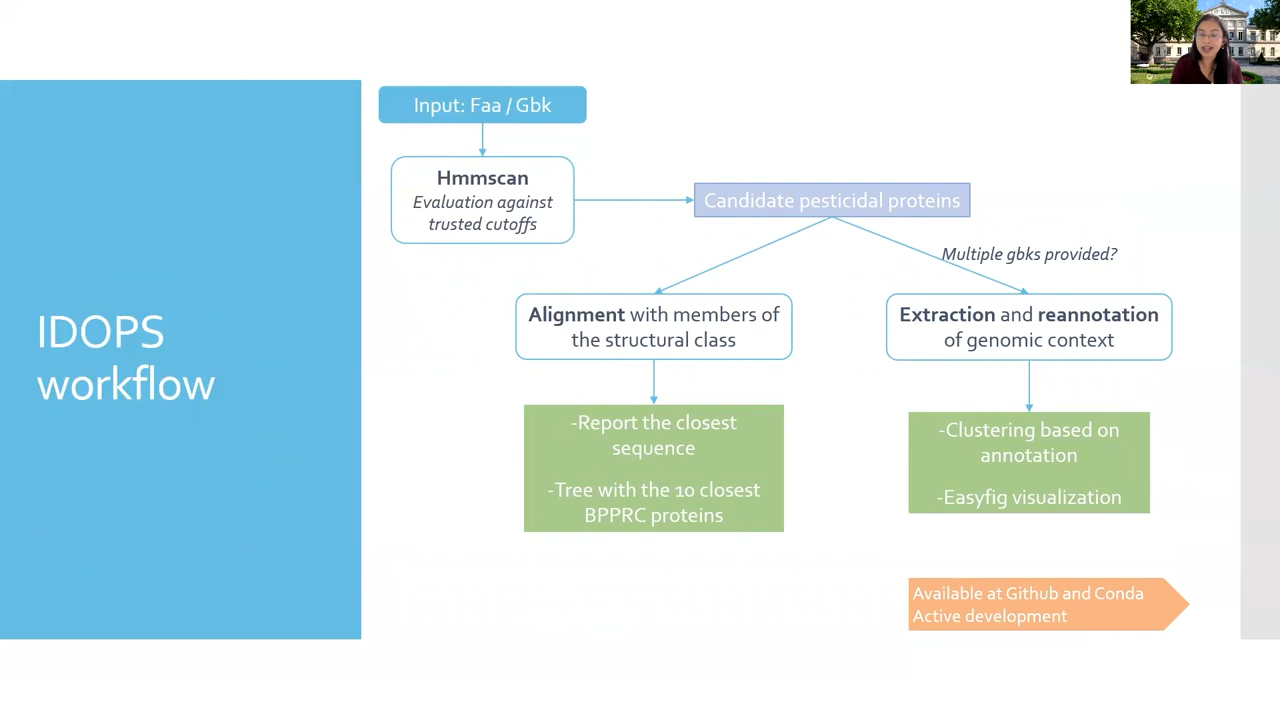 IDOPS
workflow
Input: Faa / Gbk
Hmmscan
Evaluation against
trusted cutoffs
Candidate pesticidal proteins
Multiple gbks provided?
Alignment with members of
the structural class
Extraction and reannotation
of genomic context
-Report the closest
sequence
-Tree with the 10 closest
BPPRC proteins
-Clustering based on
annotation
-Easyfig visualization
Available at Github and Conda
Active development